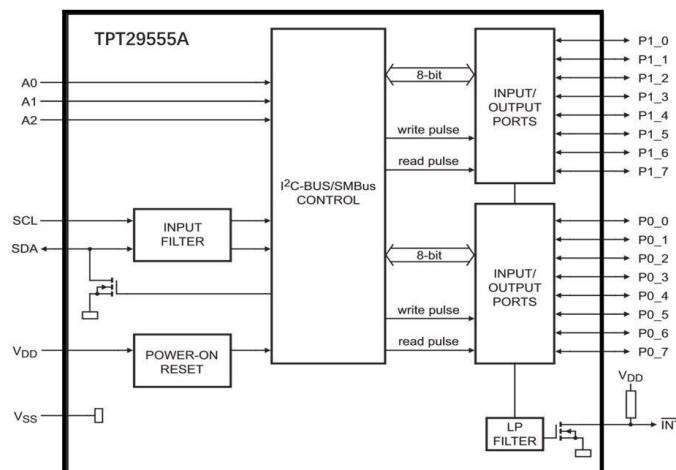 TPT29555A
A0
A1
A2
SCL
SDA
VDD
VSS
INPUT
FILTER
POWER-ON
RESET
I²C-BUS/SMBus
CONTROL
8-bit
write pulse
read pulse
8-bit
write pulse
read pulse
INPUT/
OUTPUT
PORTS
INPUT/
OUTPUT
PORTS
LP
FILTER
P1_0
P1_1
P1_2
P1_3
P1_4
P1_5
P1_6
P1_7
P0_0
P0_1
P0_2
P0_3
P0_4
P0_5
P0_6
P0_7
VDD
INT